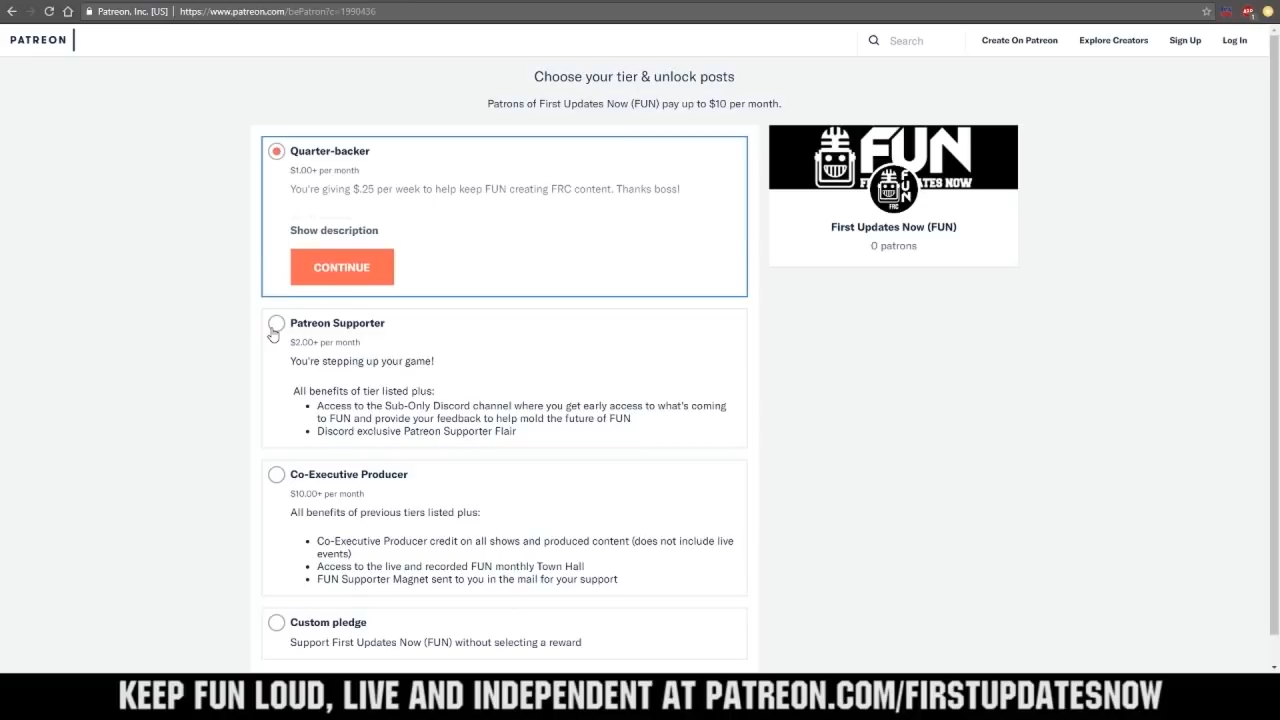 Patreon, Inc. [US] | https://www.patreon.com/bePatron?c=1990436
PATREON
Search
Create On Patreon
Explore Creators
Sign Up
Log In
Choose your tier & unlock posts
Patrons of First Updates Now (FUN) pay up to $10 per month.
Quarter-backer
$1.00+ per month
You're giving $.25 per week to help keep FUN creating FRC content. Thanks boss!
Show description
CONTINUE
Patreon Supporter
$2.00+ per month
You're stepping up your game!
All benefits of tier listed plus:
• Access to the Sub-Only Discord channel where you get early access to what's coming
to FUN and provide your feedback to help mold the future of FUN
• Discord exclusive Patreon Supporter Flair
Co-Executive Producer
$10.00+ per month
All benefits of previous tiers listed plus:
• Co-Executive Producer credit on all shows and produced content (does not include live
events)
• Access to the live and recorded FUN monthly Town Hall
• FUN Supporter Magnet sent to you in the mail for your support
Custom pledge
Support First Updates Now (FUN) without selecting a reward
FUN
FUN
FRC
First Updates Now (FUN)
0 patrons
KEEP FUN LOUD, LIVE AND INDEPENDENT AT PATREON.COM/FIRSTUPDATESNOW